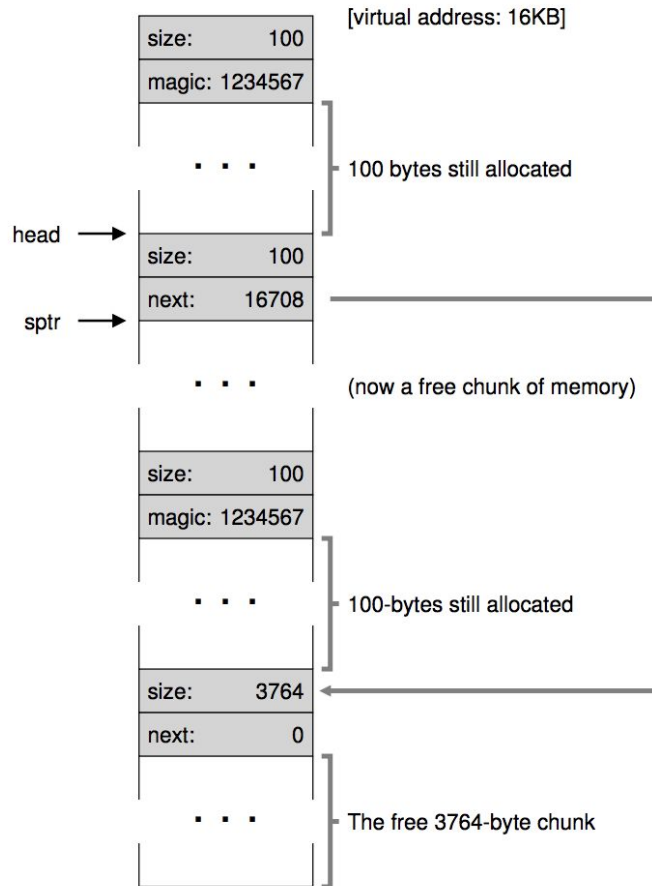 [virtual address: 16KB]
size: 100
magic: 1234567
. . .
100 bytes still allocated
head
size: 100
next: 16708
sptr
. . .
(now a free chunk of memory)
size: 100
magic: 1234567
. . .
100-bytes still allocated
size: 3764
next: 0
. . .
The free 3764-byte chunk